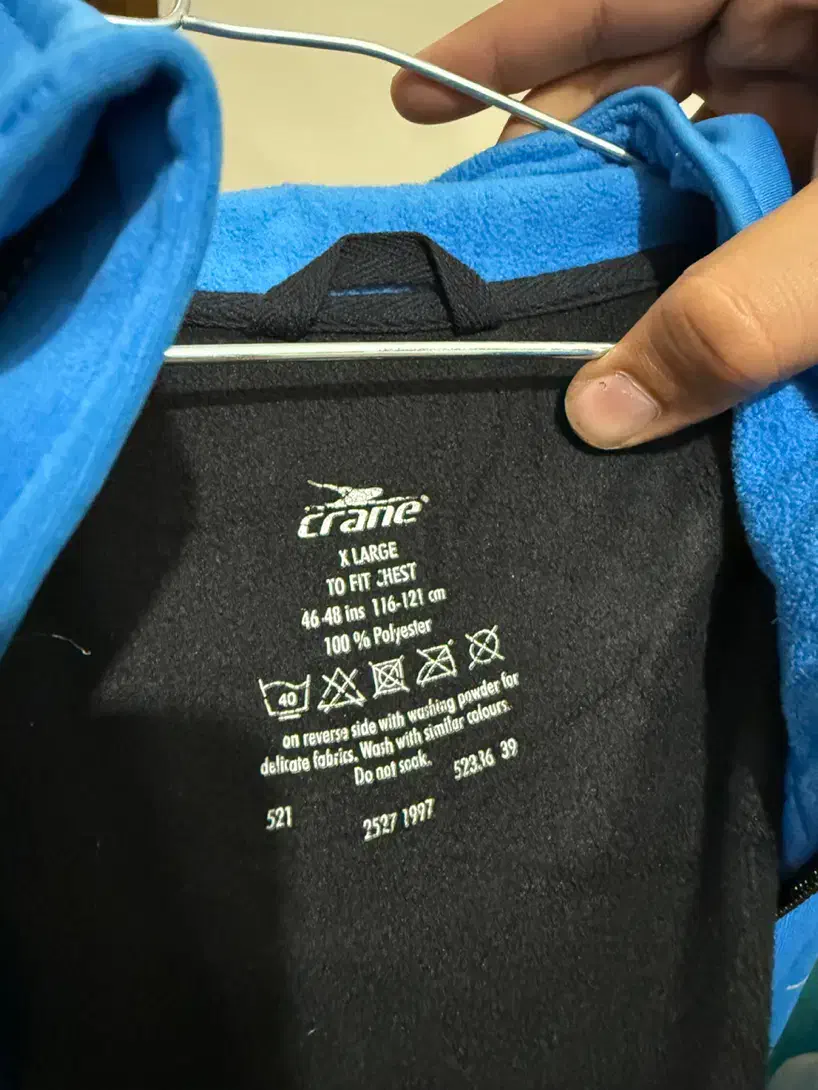 crane
X LARGE
TO FIT CHEST
46-48 ins 116-121 cm
100 % Polyester
40
on reverse side with washing powder for
delicate fabrics. Wash with similar colours.
Do not soak.
523.16 39
521
2527 1997